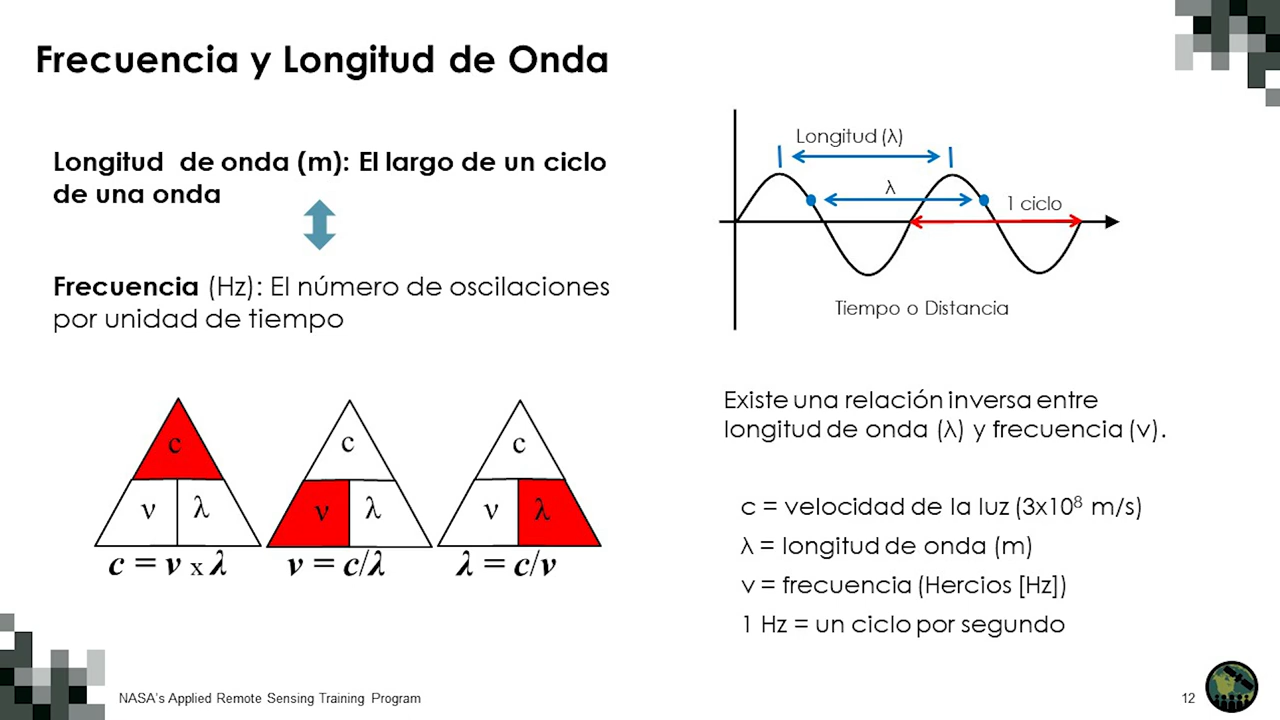 Frecuencia y Longitud de Onda
Longitud de onda (m): El largo de un ciclo
de una onda
Frecuencia (Hz): El número de oscilaciones
por unidad de tiempo
Longitud (λ)
λ
1 ciclo
Tiempo o Distancia
c
ν λ
c = ν x λ
c
ν λ
ν = c/λ
c
ν λ
λ = c/ν
Existe una relación inversa entre
longitud de onda (λ) y frecuencia (ν).
c = velocidad de la luz (3x10⁸ m/s)
λ = longitud de onda (m)
ν = frecuencia (Hercios [Hz])
1 Hz = un ciclo por segundo
NASA's Applied Remote Sensing Training Program
12